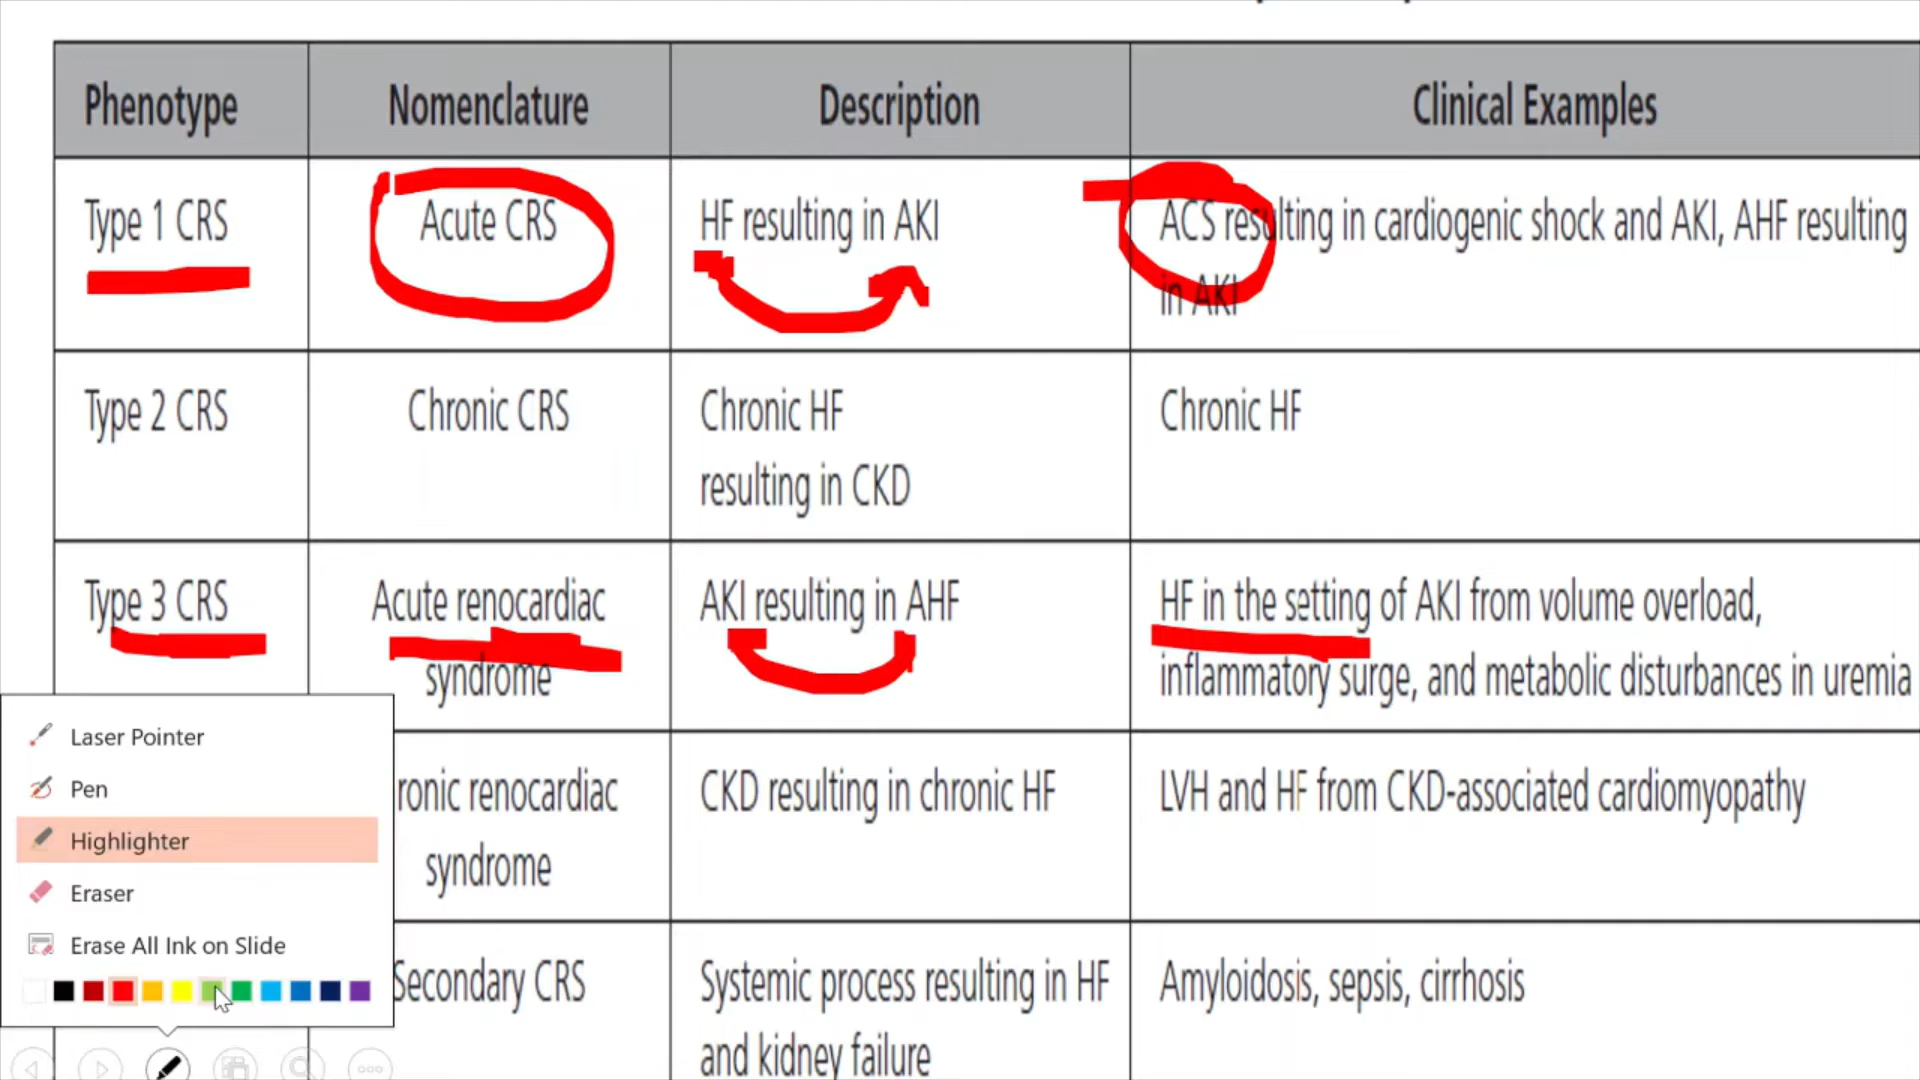 Phenotype Nomenclature Description Clinical Examples
Type 1 CRS Acute CRS HF resulting in AKI ACS resulting in cardiogenic shock and AKI, AHF resulting
in AKI
Type 2 CRS Chronic CRS Chronic HF Chronic HF
resulting in CKD
Type 3 CRS Acute renocardiac AKI resulting in AHF HF in the setting of AKI from volume overload,
syndrome inflammatory surge, and metabolic disturbances in uremia
ronic renocardiac CKD resulting in chronic HF LVH and HF from CKD-associated cardiomyopathy
syndrome
Secondary CRS Systemic process resulting in HF Amyloidosis, sepsis, cirrhosis
and kidney failure
Laser Pointer
Pen
Highlighter
Eraser
Erase All Ink on Slide